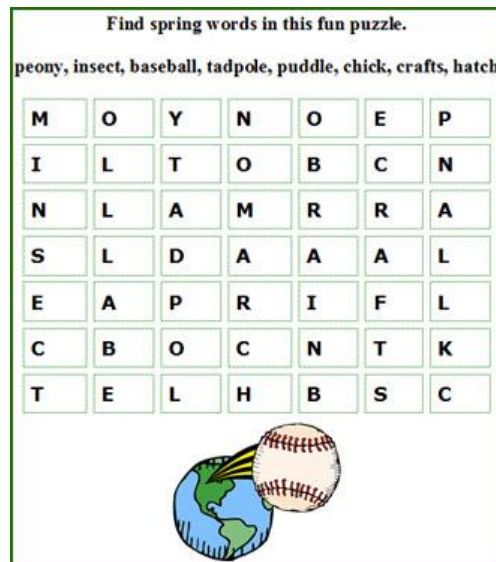 Find spring words in this fun puzzle.
peony, insect, baseball, tadpole, puddle, chick, crafts, hatch
M O Y N O E P
I L T O B C N
N L A M R R A
S L D A A A L
E A P R I F L
C B O C N T K
T E L H B S C